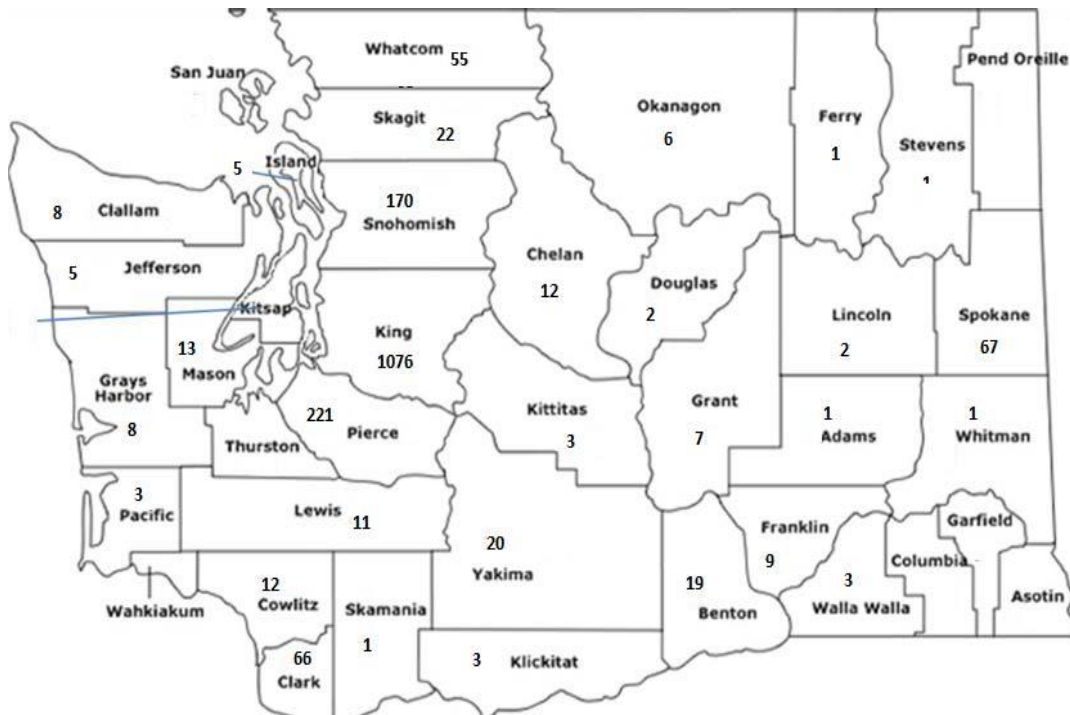 Whatcom 55
San Juan
Pend Oreille
Okanagon
6
Ferry
1
Stevens
1
Skagit
22
Island
5
170
Snohomish
8 Clallam
Chelan
12
Douglas
2
5 Jefferson
Kitsap
King
1076
Lincoln
2
Spokane
67
13
Mason
Grays
Harbor
8
221
Pierce
Thurston
Kittitas
3
Grant
7
1
Adams
1
Whitman
3
Pacific
Lewis
11
20
Yakima
Franklin
9
Garfield
Columbia
Asotin
3
Walla Walla
19
Benton
Wahkiakum
12
Cowlitz
Skamania
1
66
Clark
3 Klickitat